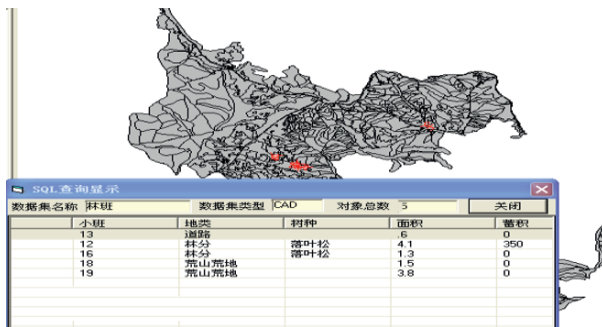 SQL查询显示
数据集名称 林班 数据集类型 CAD 对象总数 5 关闭
小班 地类 树种 面积 蓄积
13 道路 .6 0
12 林分 落叶松 4.1 350
16 林分 落叶松 1.3 0
18 荒山荒地 1.5 0
19 荒山荒地 3.8 0